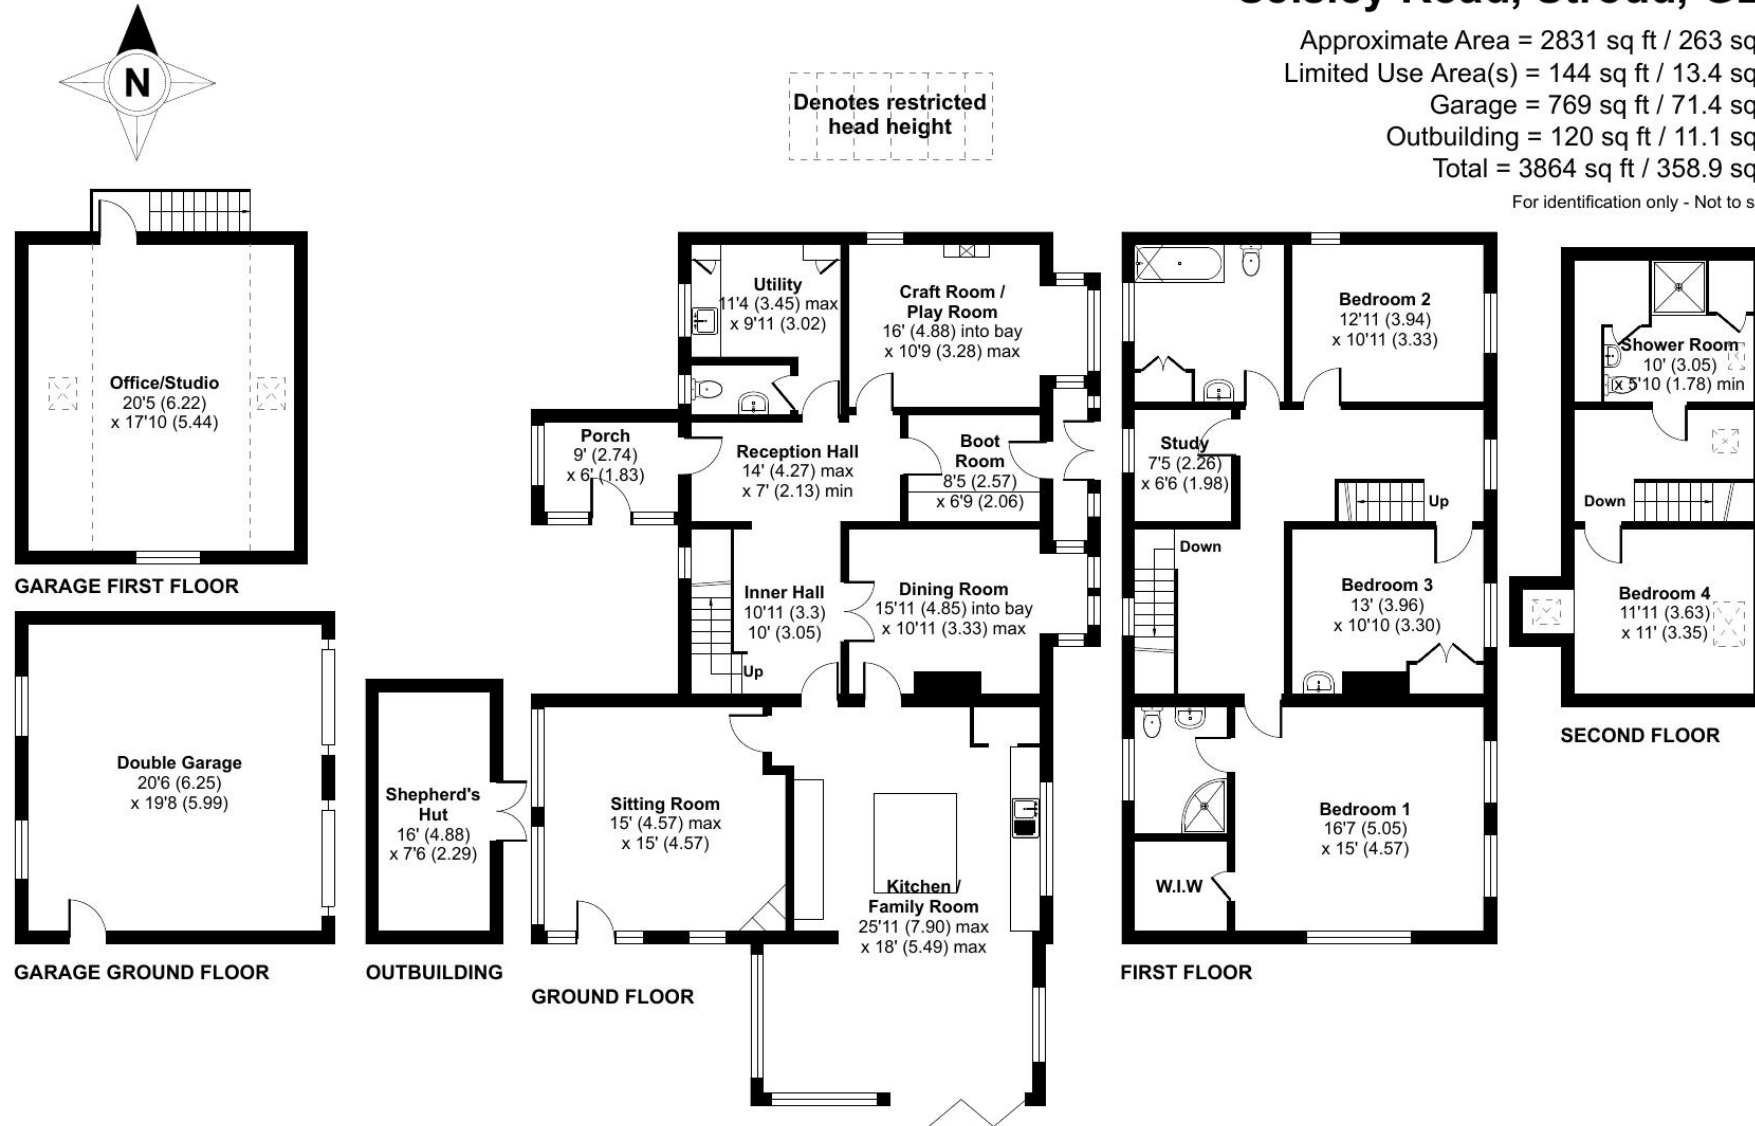 N
Approximate Area = 2831 sq ft / 263 sq
Limited Use Area(s) = 144 sq ft / 13.4 sq
Garage = 769 sq ft / 71.4 sq
Outbuilding = 120 sq ft / 11.1 sq
Total = 3864 sq ft / 358.9 sq
For identification only - Not to s
Denotes restricted
head height
Office/Studio
20'5 (6.22)
x 17'10 (5.44)
GARAGE FIRST FLOOR
Double Garage
20'6 (6.25)
x 19'8 (5.99)
GARAGE GROUND FLOOR
Shepherd's
Hut
16' (4.88)
x 7'6 (2.29)
OUTBUILDING
Utility
11'4 (3.45) max
x 9'11 (3.02)
Craft Room /
Play Room
16' (4.88) into bay
x 10'9 (3.28) max
Porch
9' (2.74)
x 6' (1.83)
Reception Hall
14' (4.27) max
x 7' (2.13) min
Boot
Room
8'5 (2.57)
x 6'9 (2.06)
Inner Hall
10'11 (3.3)
10' (3.05)
Up
Dining Room
15'11 (4.85) into bay
x 10'11 (3.33) max
Sitting Room
15' (4.57) max
x 15' (4.57)
Kitchen /
Family Room
25'11 (7.90) max
x 18' (5.49) max
GROUND FLOOR
Bedroom 2
12'11 (3.94)
x 10'11 (3.33)
Study
7'5 (2.26)
x 6'6 (1.98)
Up
Down
Bedroom 3
13' (3.96)
x 10'10 (3.30)
Bedroom 1
16'7 (5.05)
x 15' (4.57)
W.I.W
FIRST FLOOR
Shower Room
10' (3.05)
x 5'10 (1.78) min
Down
Bedroom 4
11'11 (3.63)
x 11' (3.35)
SECOND FLOOR